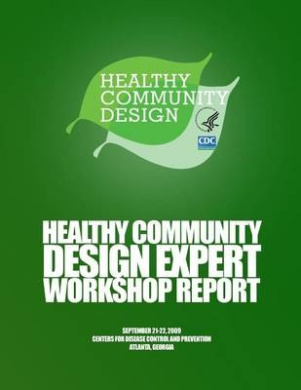 HEALTHY
COMMUNITY
DESIGN
CDC
HEALTHY COMMUNITY
DESIGN EXPERT
WORKSHOP REPORT
SEPTEMBER 21-22, 2009
CENTERS FOR DISEASE CONTROL AND PREVENTION
ATLANTA, GEORGIA